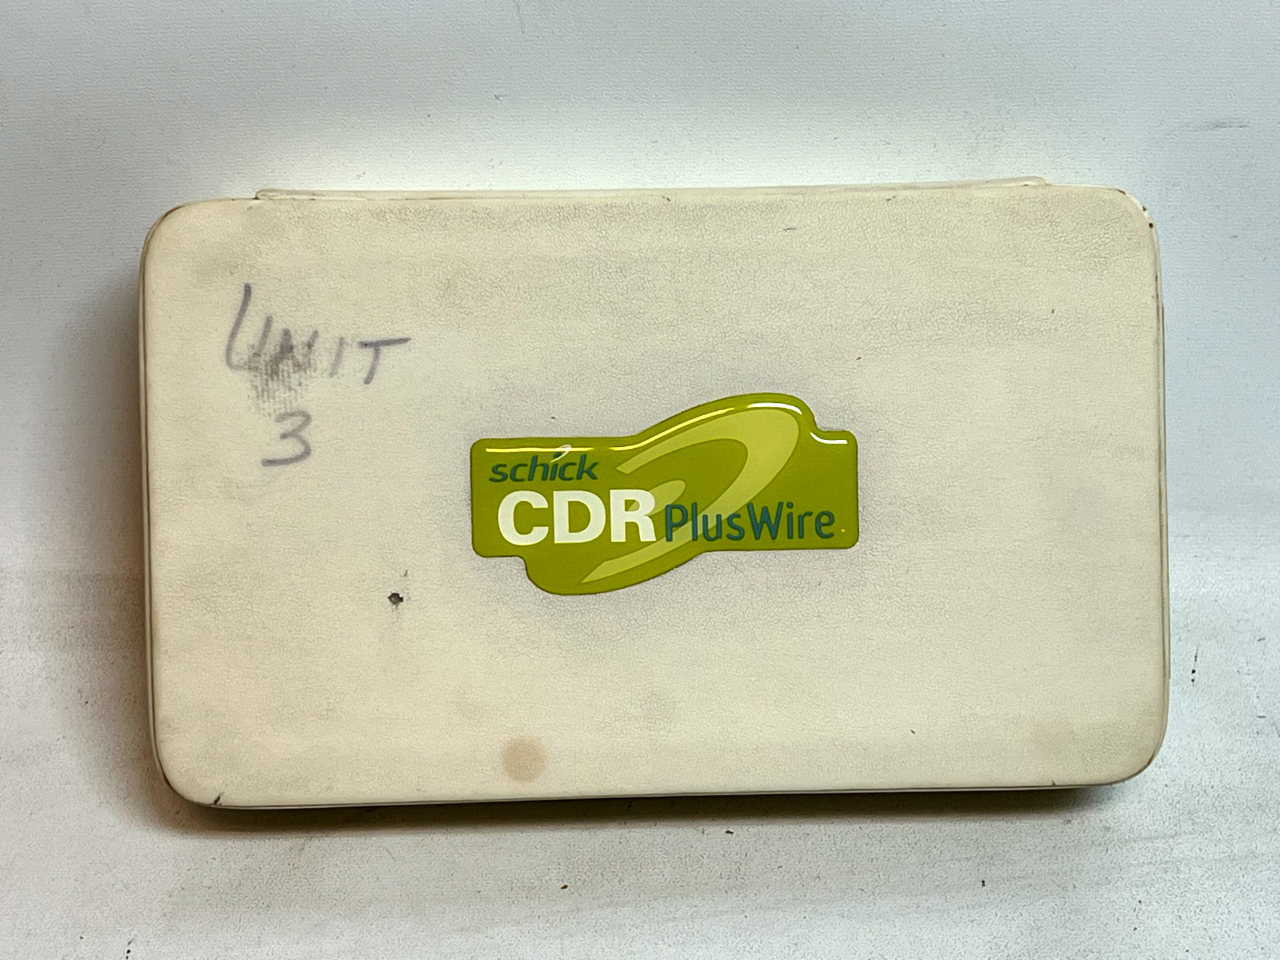 UNIT
3
schick
CDR PlusWire